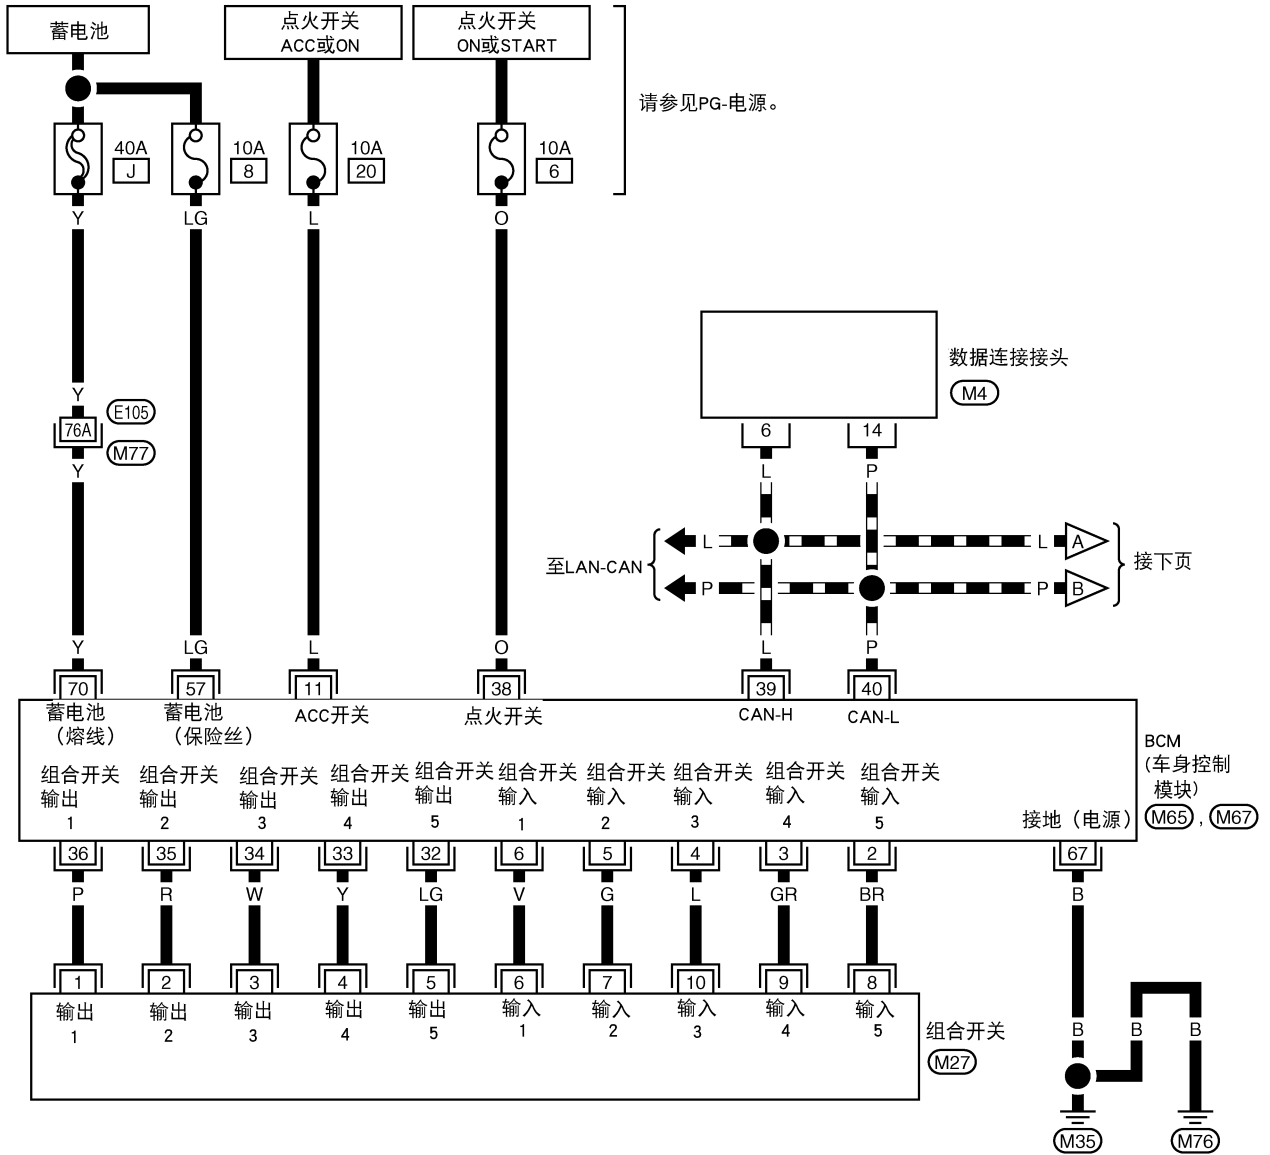 蓄电池
点火开关
ACC或ON
点火开关
ON或START
请参见PG-电源。
40A
J
10A
8
10A
20
10A
6
Y
LG
L
O
数据连接接头
M4
Y
76A
E105
M77
Y
6
14
L
P
至LAN-CAN
L
L
A
P
P
B
接下页
Y
LG
L
O
L
P
70
57
11
38
39
40
蓄电池
(熔线)
蓄电池
(保险丝)
ACC开关
点火开关
CAN-H
CAN-L
BCM
(车身控制
模块)
M65 , M67
组合开关
输出
1
组合开关
输出
2
组合开关
输出
3
组合开关
输出
4
组合开关
输出
5
组合开关
输入
1
组合开关
输入
2
组合开关
输入
3
组合开关
输入
4
组合开关
输入
5
接地(电源)
36
35
34
33
32
6
5
4
3
2
67
P
R
W
Y
LG
V
G
L
GR
BR
B
1
2
3
4
5
6
7
10
9
8
输出
1
输出
2
输出
3
输出
4
输出
5
输入
1
输入
2
输入
3
输入
4
输入
5
组合开关
M27
B
B
B
M35
M76